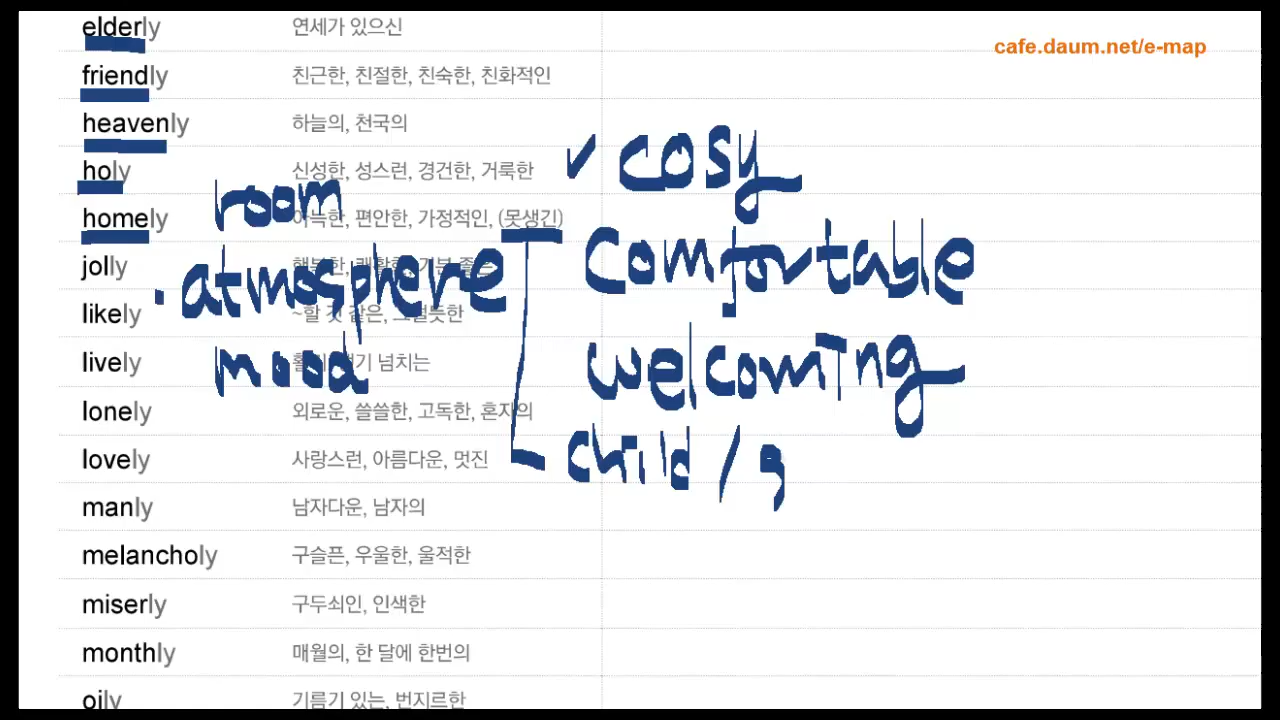 elderly 연세가 있으신
cafe.daum.net/e-map
friendly 친근한, 친절한, 친숙한, 친화적인
heavenly 하늘의, 천국의
holy 신성한, 성스런, 경건한, 거룩한
✓ cosy
room
homely 아늑한, 편안한, 가정적인, (못생긴)
jolly
atmosphere comfortable
likely ~할 것 같은,
lively 넘치는
mood welcoming
lonely 외로운, 쓸쓸한, 고독한, 혼자의
lovely 사랑스런, 아름다운, 멋진
child / g
manly 남자다운, 남자의
melancholy 구슬픈, 우울한, 울적한
miserly 구두쇠인, 인색한
monthly 매월의, 한 달에 한번의
oily 기름기 있는, 번지르한